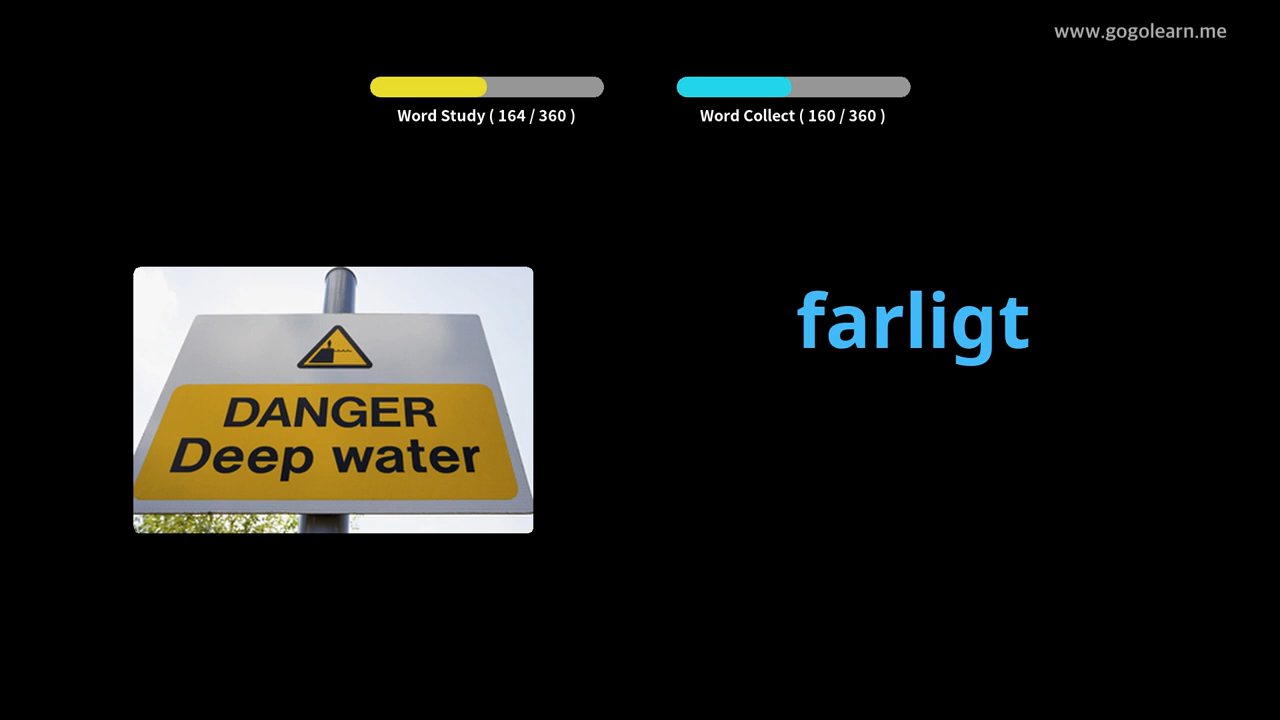 www.gogolearn.me
Word Study ( 164 / 360 )
Word Collect ( 160 / 360 )
DANGER
Deep water
farligt